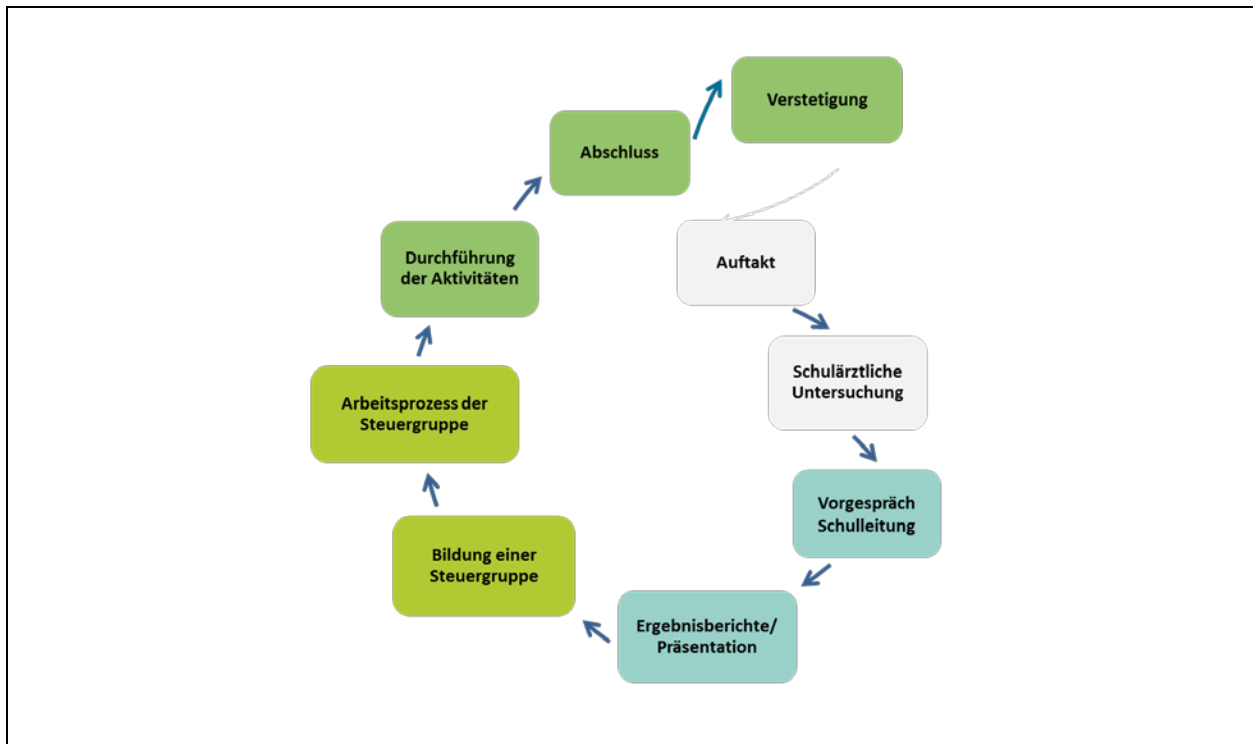 Verstetigung
Abschluss
Durchführung
der Aktivitäten
Auftakt
Schulärztliche
Untersuchung
Arbeitsprozess der
Steuergruppe
Vorgespräch
Schulleitung
Bildung einer
Steuergruppe
Ergebnisberichte/
Präsentation